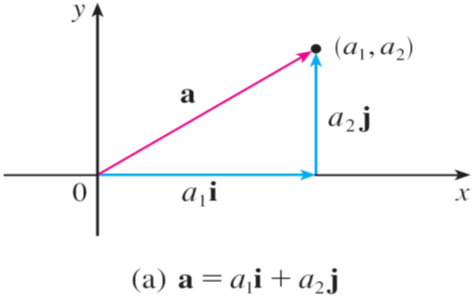 y
(a₁, a₂)
a
a₂j
0
a₁i
x
(a) a = a₁i + a₂j